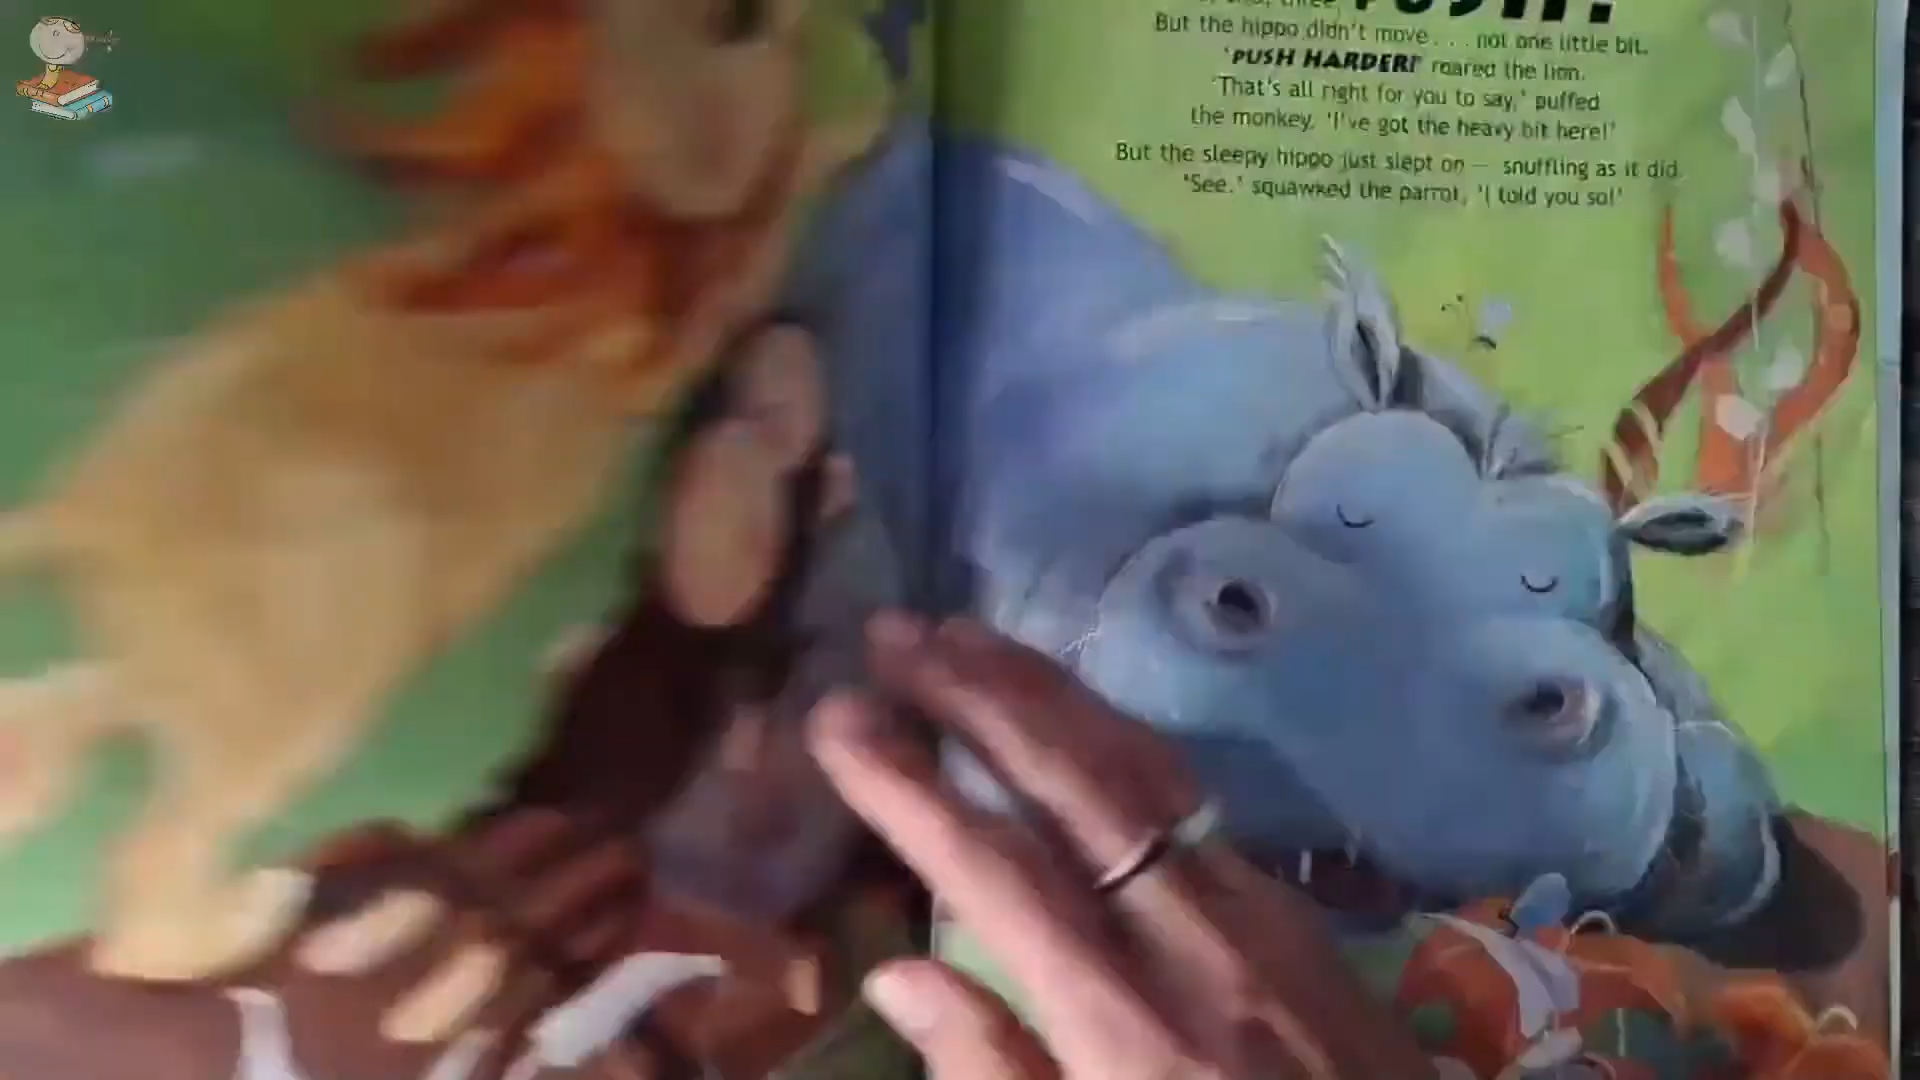 three,
But the hippo didn't move . . . not one little bit.
'PUSH HARDER!' roared the lion.
'That's all right for you to say,' puffed
the monkey, 'I've got the heavy bit here!'
But the sleepy hippo just slept on — snuffling as it did.
'See,' squawked the parrot, 'I told you so!'